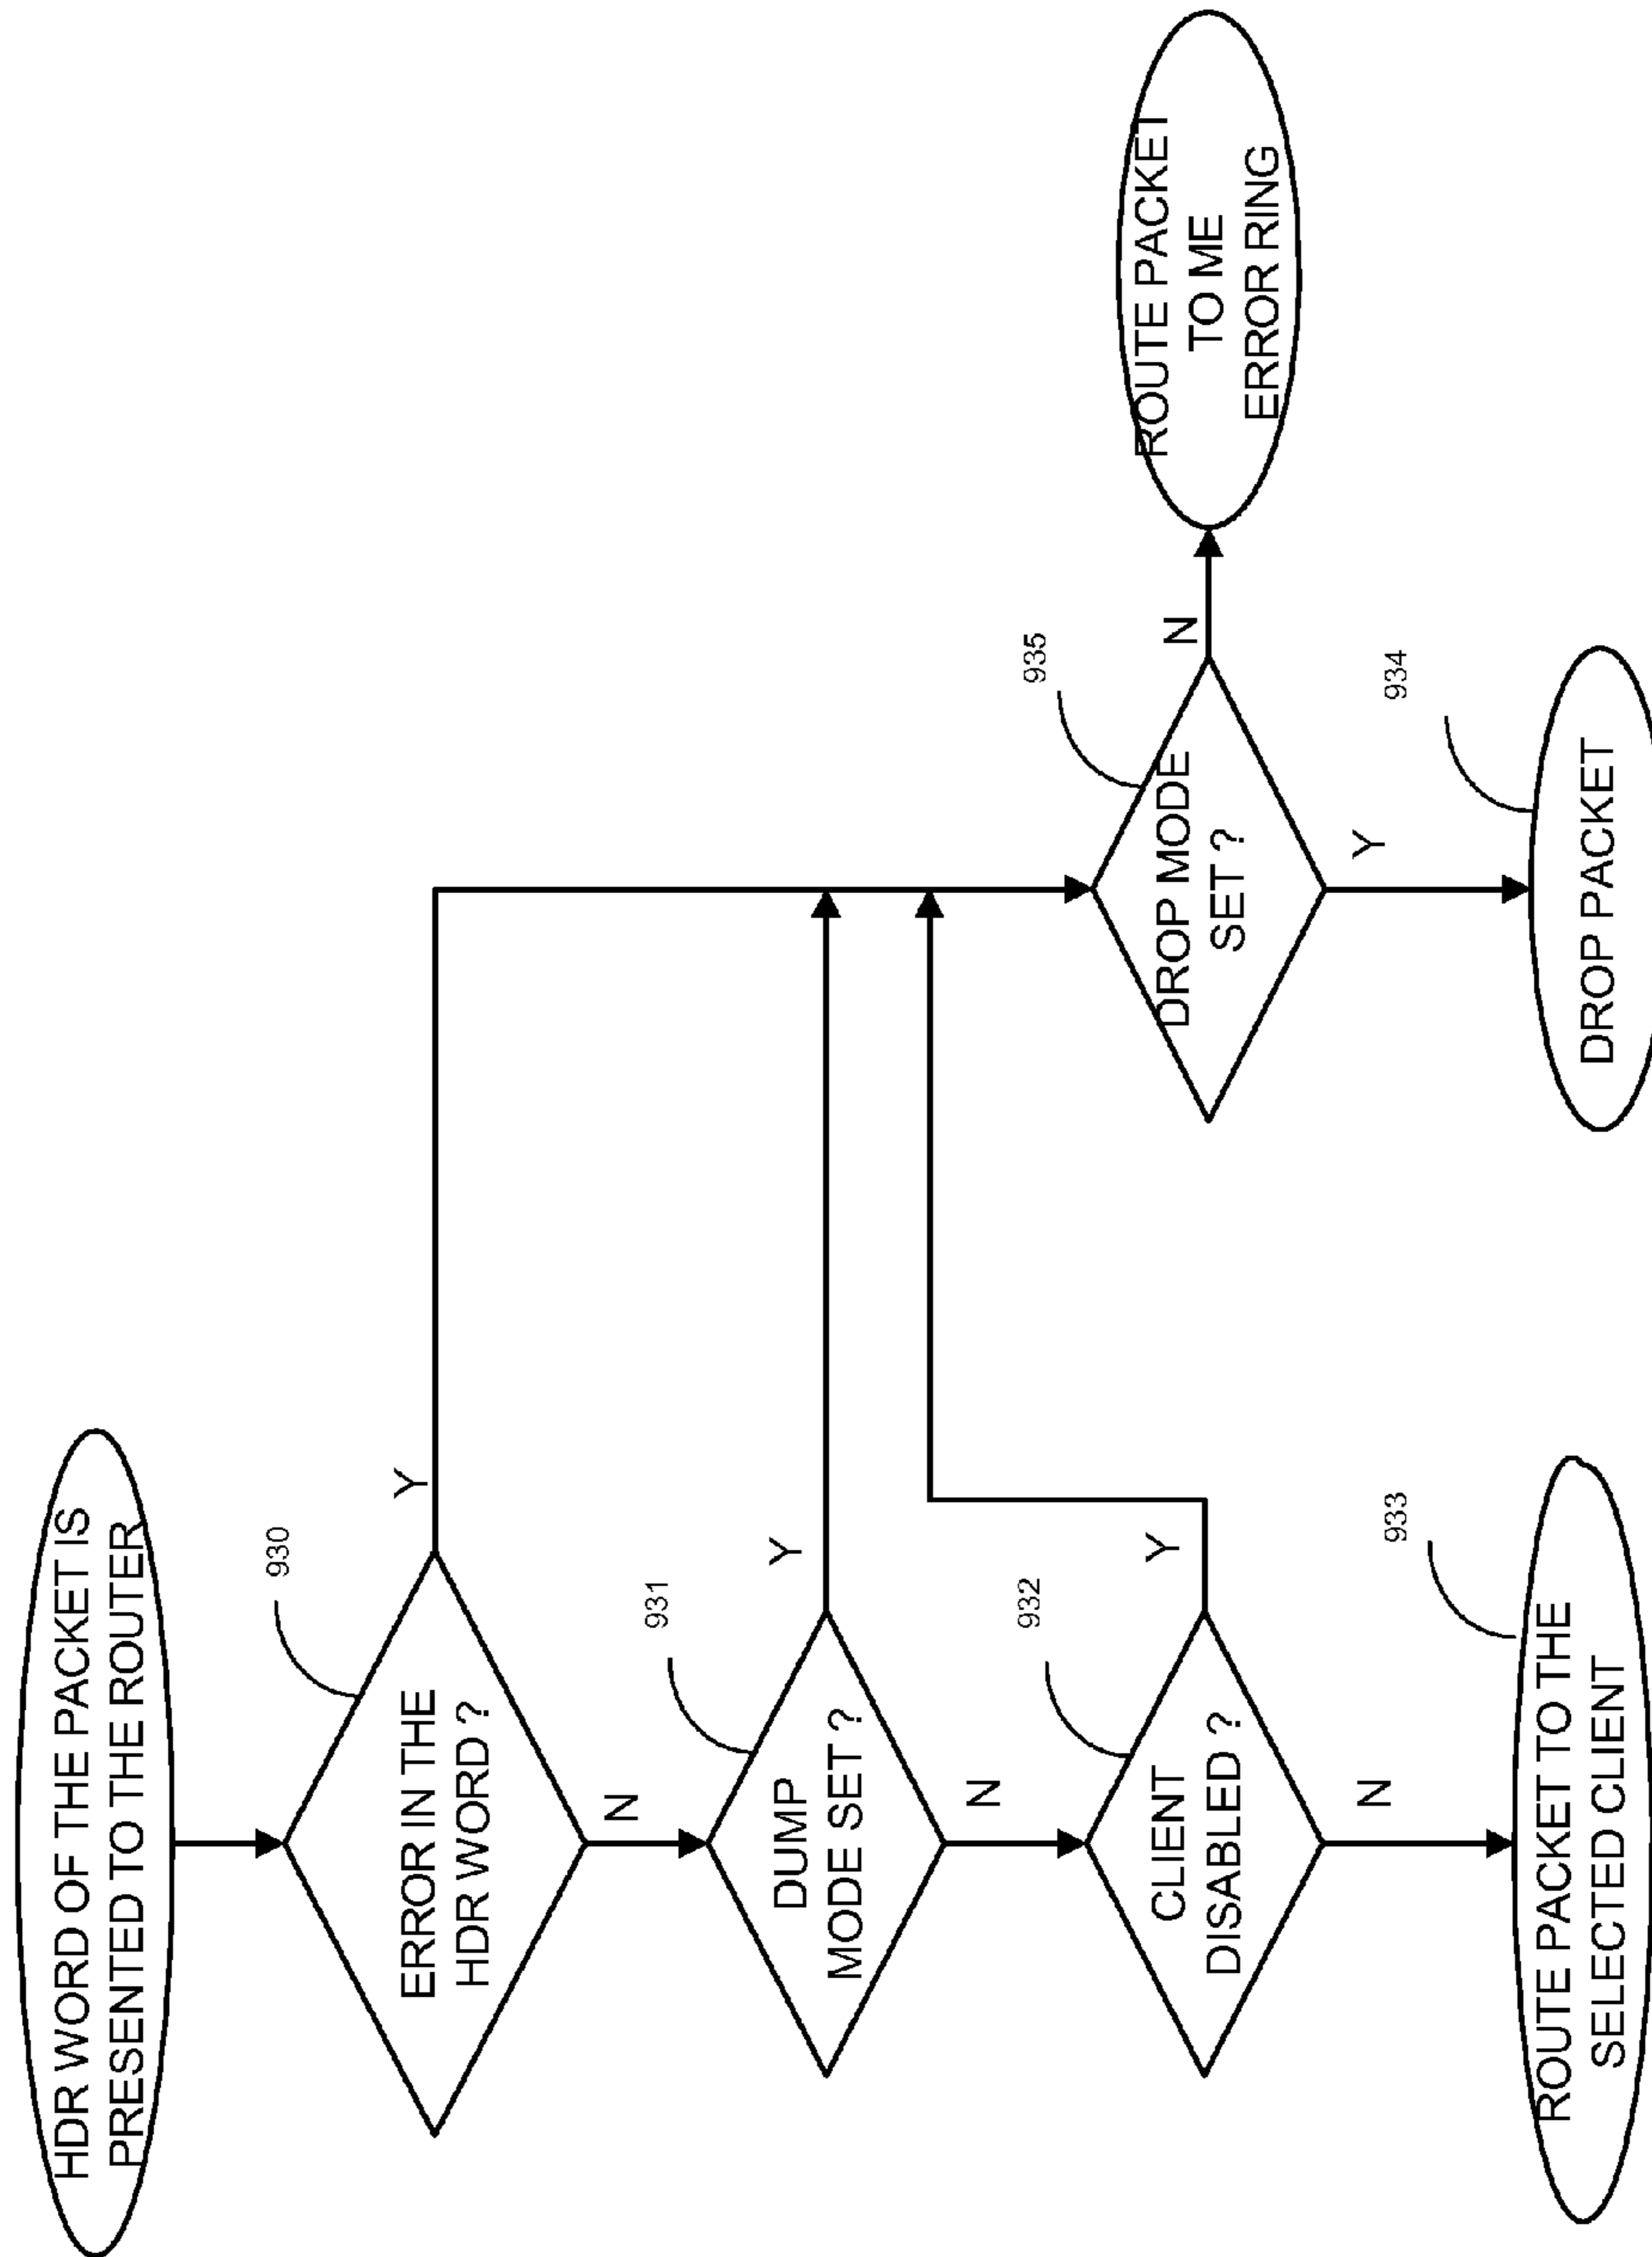 HDR WORD OF THE PACKET IS
PRESENTED TO THE ROUTER
930
ERROR IN THE
HDR WORD ?
Y
N
931
DUMP
MODE SET ?
Y
N
932
CLIENT
DISABLED ?
Y
N
933
ROUTE PACKET TO THE
SELECTED CLIENT
935
DROP MODE
SET ?
N
ROUTE PACKET
TO ME
ERROR RING
Y
934
DROP PACKET